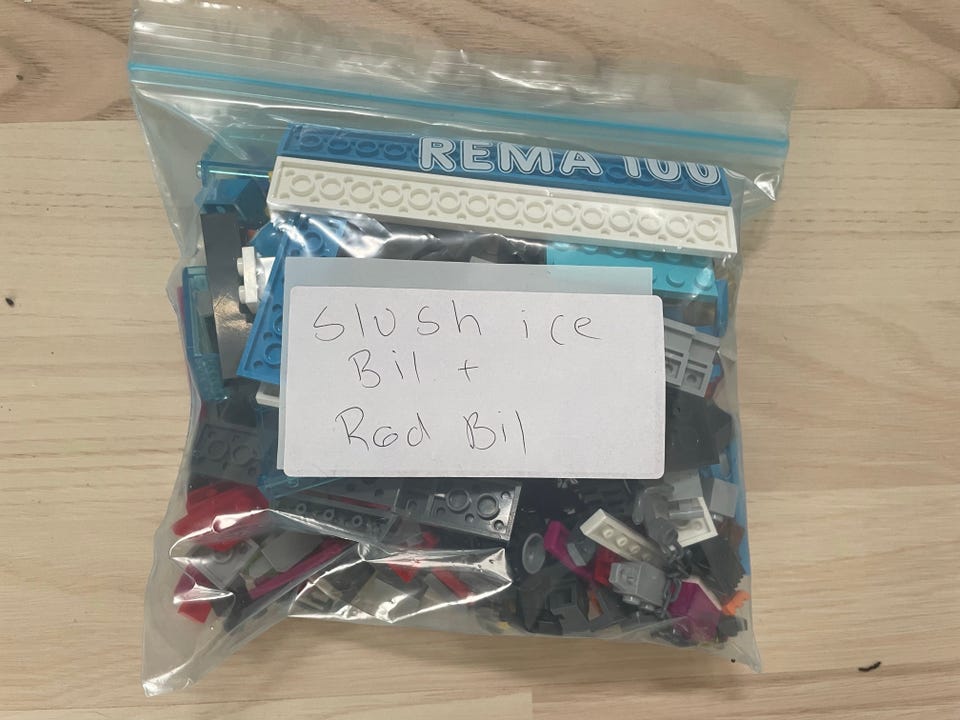 REMA 100
Slush ice
Bil +
Rød Bil